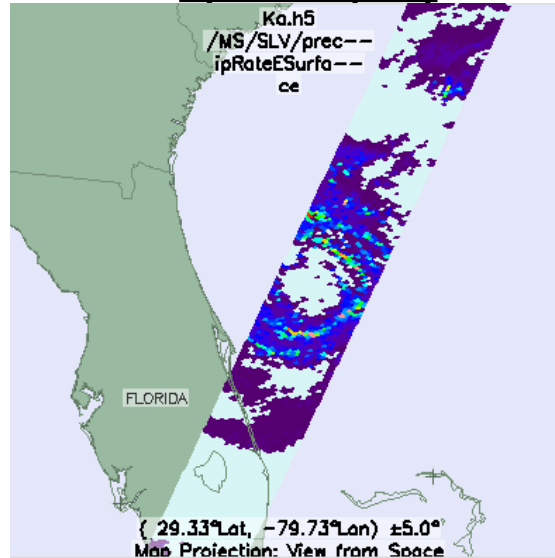 Ka.h5
/MS/SLV/prec--
ipRateESurfa--
ce
FLORIDA
( 29.33°Lat, -79.73°Lon) ±5.0°
Map Projection: View from Space